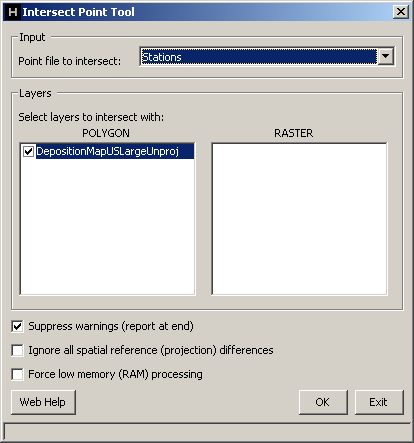 H Intersect Point Tool
Input
Point file to intersect: Stations
Layers
Select layers to intersect with:
POLYGON RASTER
DepositionMapUSLargeUnproj
Suppress warnings (report at end)
Ignore all spatial reference (projection) differences
Force low memory (RAM) processing
Web Help OK Exit